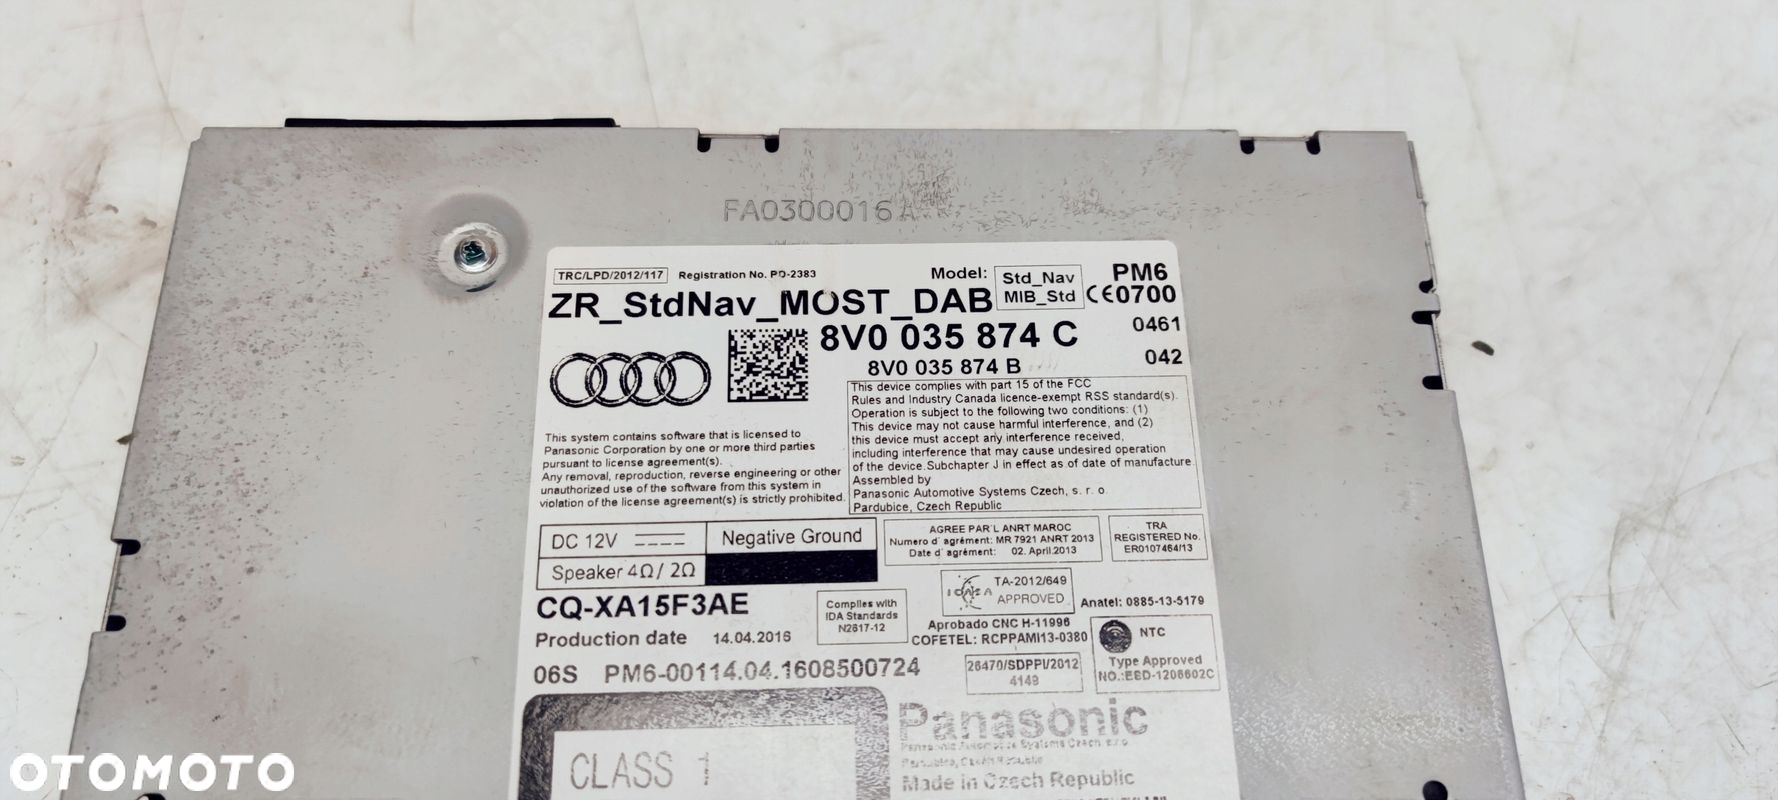 FA0300016A
TRC/LPD/2012/117 Registration No. PD-2383
Model: Std_Nav MIB_Std
PM6
CE0700
ZR_StdNav_MOST_DAB
8V0 035 874 C
0461
8V0 035 874 B
042
This system contains software that is licensed to
Panasonic Corporation by one or more third parties
pursuant to license agreement(s).
Any removal, reproduction, reverse engineering or other
unauthorized use of the software from this system in
violation of the license agreement(s) is strictly prohibited.
This device complies with part 15 of the FCC
Rules and Industry Canada licence-exempt RSS standard(s).
Operation is subject to the following two conditions: (1)
This device may not cause harmful interference, and (2)
this device must accept any interference received,
including interference that may cause undesired operation
of the device.Subchapter J in effect as of date of manufacture.
Assembled by
Panasonic Automotive Systems Czech, s. r. o.
Pardubice, Czech Republic
DC 12V
Negative Ground
Speaker 4Ω/ 2Ω
AGREE PAR L ANRT MAROC
Numero d' agrément: MR 7921 ANRT 2013
Date d' agrément: 02. April.2013
TRA
REGISTERED No.
ER0107464/13
CQ-XA15F3AE
Complies with
IDA Standards
N2617-12
TA-2012/649
APPROVED
Anatel: 0885-13-5179
Production date 14.04.2016
Aprobado CNC H-11996
COFETEL: RCPPAMI13-0380
NTC
Type Approved
NO.:ESD-1206602C
06S PM6-00114.04.1608500724
26470/SDPPI/2012
4149
CLASS 1
Panasonic
Panasonic Automotive Systems Czech s.r.o.
Pardubice, Czech Republic
Made in Czech Republic
OTOMOTO